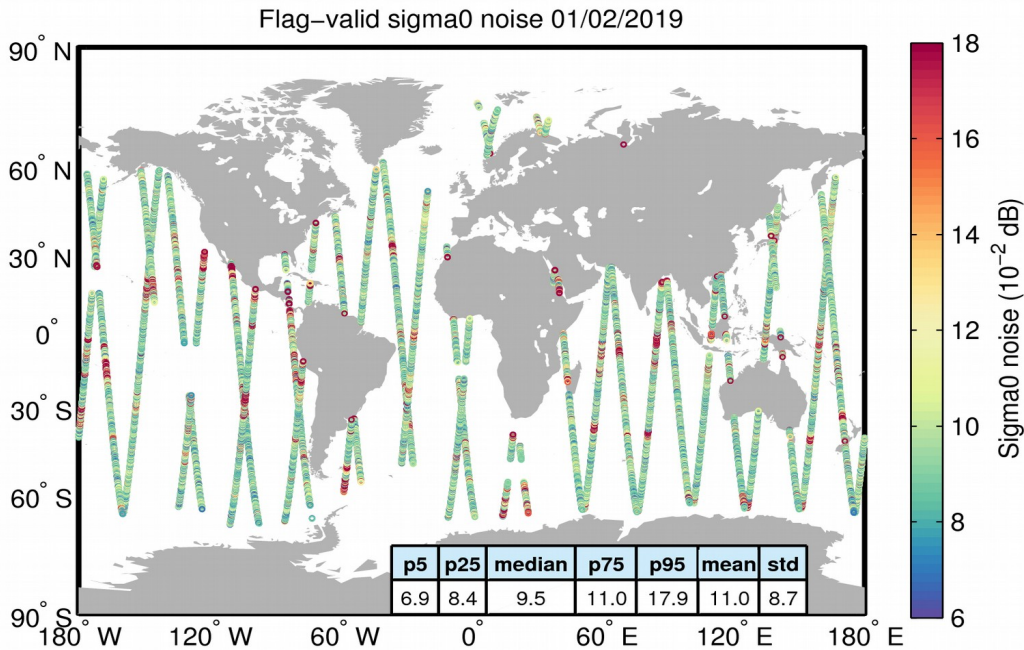 Flag−valid sigma0 noise 01/02/2019
90° N
60° N
30° N
0°
30° S
60° S
90° S
180° W
120° W
60° W
0°
60° E
120° E
180° E
p5 p25 median p75 p95 mean std
6.9 8.4 9.5 11.0 17.9 11.0 8.7
18
16
14
12
10
8
6
Sigma0 noise (10⁻² dB)